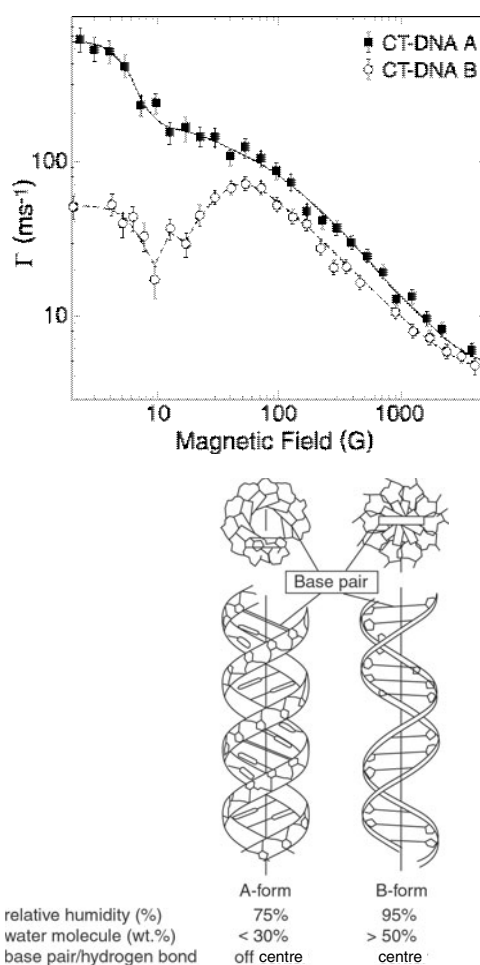 CT-DNA A
CT-DNA B
100
10
Γ (ms⁻¹)
10 100 1000
Magnetic Field (G)
Base pair
A-form B-form
relative humidity (%) 75% 95%
water molecule (wt.%) < 30% > 50%
base pair/hydrogen bond off centre centre